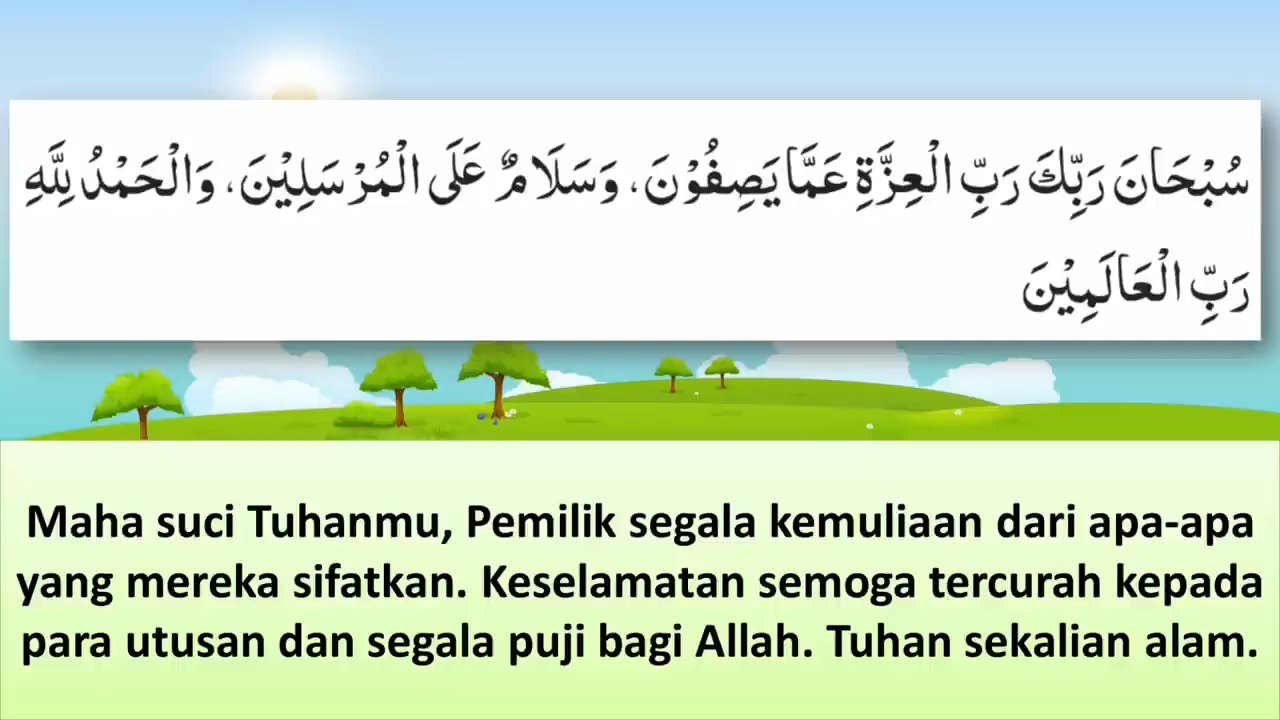 سُبْحَانَ رَبِّكَ رَبِّ الْعِزَّةِ عَمَّا يَصِفُوْنَ، وَسَلَامٌ عَلَى الْمُرْسَلِيْنَ، وَالْحَمْدُ لِلَّهِ
رَبِّ الْعَالَمِيْنَ
Maha suci Tuhanmu, Pemilik segala kemuliaan dari apa-apa
yang mereka sifatkan. Keselamatan semoga tercurah kepada
para utusan dan segala puji bagi Allah. Tuhan sekalian alam.